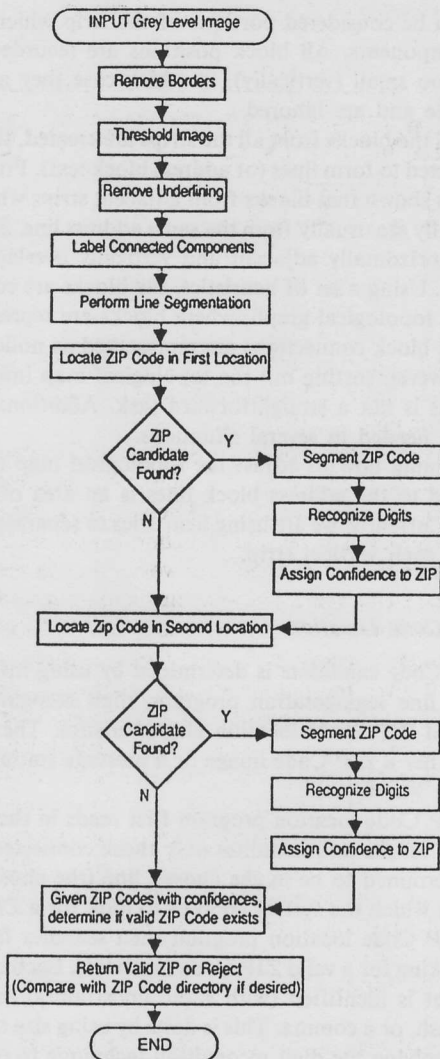 INPUT Grey Level Image
Remove Borders
Threshold Image
Remove Underlining
Label Connected Components
Perform Line Segmentation
Locate ZIP Code in First Location
ZIP
Candidate
Found?
Y
N
Segment ZIP Code
Recognize Digits
Assign Confidence to ZIP
Locate Zip Code in Second Location
ZIP
Candidate
Found?
Y
N
Segment ZIP Code
Recognize Digits
Assign Confidence to ZIP
Given ZIP Codes with confidences,
determine if valid ZIP Code exists
Return Valid ZIP or Reject
(Compare with ZIP Code directory if desired)
END